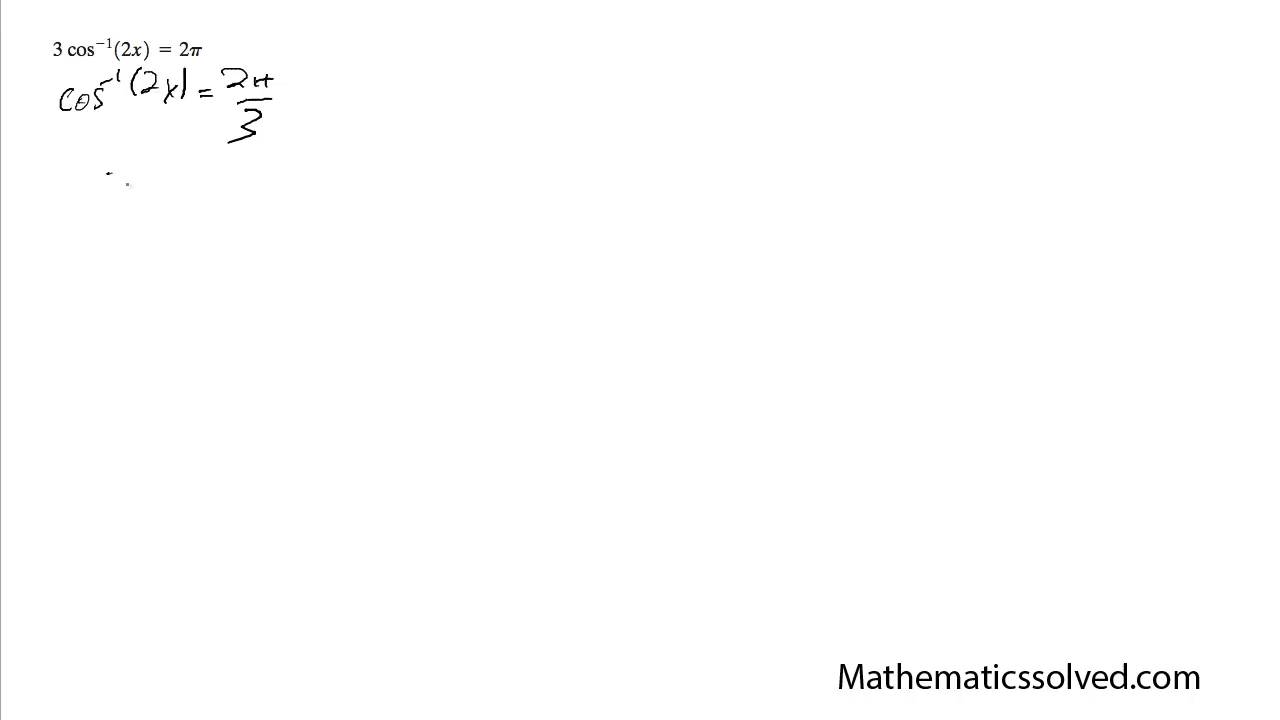 3 cos⁻¹(2x) = 2π
cos⁻¹(2x) = 2π/3
Mathematicssolved.com